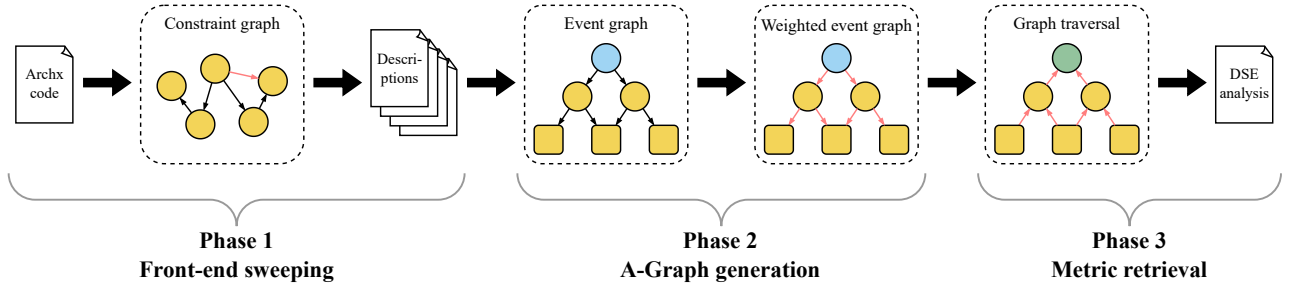 Archx
code
Constraint graph
Descri-
ptions
Event graph
Weighted event graph
Graph traversal
DSE
analysis
Phase 1
Front-end sweeping
Phase 2
A-Graph generation
Phase 3
Metric retrieval